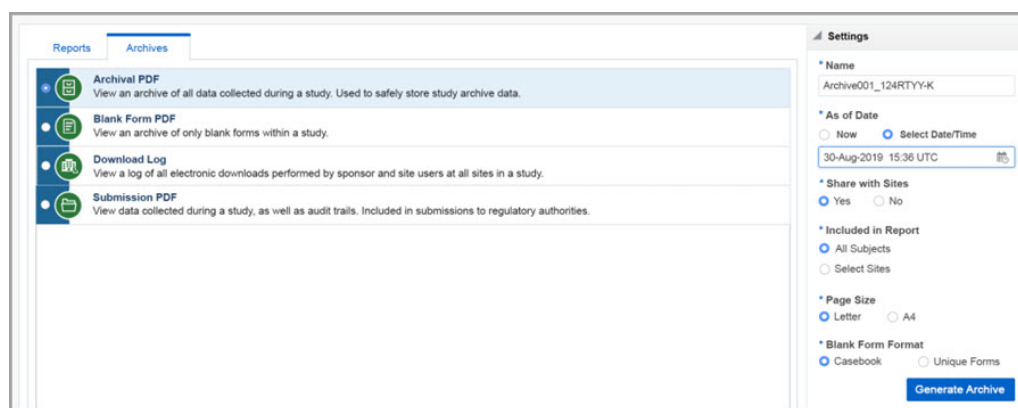 Reports Archives
Archival PDF
View an archive of all data collected during a study. Used to safely store study archive data.
Blank Form PDF
View an archive of only blank forms within a study.
Download Log
View a log of all electronic downloads performed by sponsor and site users at all sites in a study.
Submission PDF
View data collected during a study, as well as audit trails. Included in submissions to regulatory authorities.
Settings
* Name
Archive001_124RTYY-K
* As of Date
Now Select Date/Time
30-Aug-2019 15:36 UTC
* Share with Sites
Yes No
* Included in Report
All Subjects
Select Sites
* Page Size
Letter A4
* Blank Form Format
Casebook Unique Forms
Generate Archive